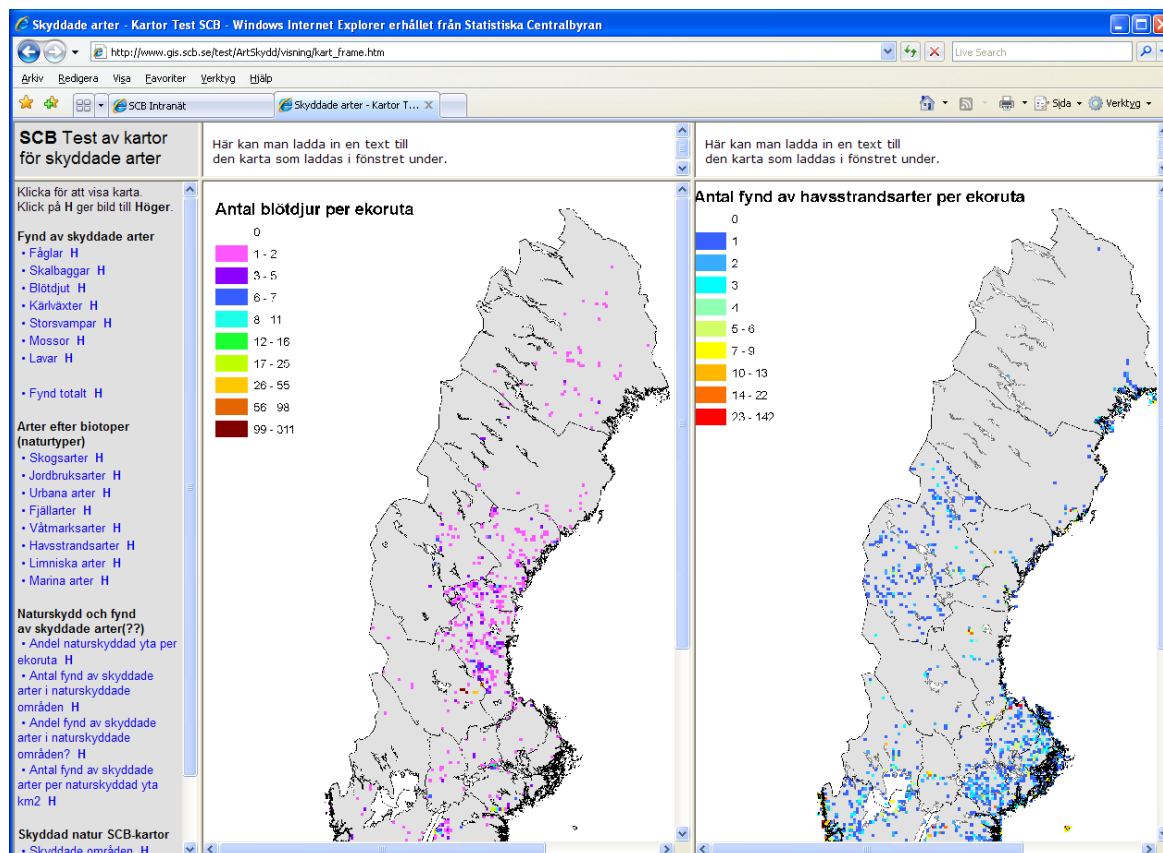 Skyddade arter - Kartor Test SCB - Windows Internet Explorer erhållet från Statistiska Centralbyran
http://www.gis.scb.se/test/ArtSkydd/visning/kart_frame.htm
Live Search
Arkiv Redigera Visa Favoriter Verktyg Hjälp
SCB Intranät
Skyddade arter - Kartor T...
Sida
Verktyg
SCB Test av kartor
för skyddade arter
Klicka för att visa karta.
Klick på H ger bild till Höger.
Fynd av skyddade arter
• Fåglar H
• Skalbaggar H
• Blötdjut H
• Kärlväxter H
• Storsvampar H
• Mossor H
• Lavar H
• Fynd totalt H
Arter efter biotoper
(naturtyper)
• Skogsarter H
• Jordbruksarter H
• Urbana arter H
• Fjällarter H
• Våtmarksarter H
• Havsstrandsarter H
• Limniska arter H
• Marina arter H
Naturskydd och fynd
av skyddade arter(??)
• Andel naturskyddad yta per
ekoruta H
• Antal fynd av skyddade
arter i naturskyddade
områden H
• Andel fynd av skyddade
arter i naturskyddade
områden? H
• Antal fynd av skyddade
arter per naturskyddad yta
km2 H
Skyddad natur SCB-kartor
• Skyddade områden H
Här kan man ladda in en text till
den karta som laddas i fönstret under.
Antal blötdjur per ekoruta
0
1 - 2
3 - 5
6 - 7
8 11
12 - 16
17 - 25
26 - 55
56 98
99 - 311
Här kan man ladda in en text till
den karta som laddas i fönstret under.
Antal fynd av havsstrandsarter per ekoruta
0
1
2
3
4
5 - 6
7 - 9
10 - 13
14 - 22
23 - 142